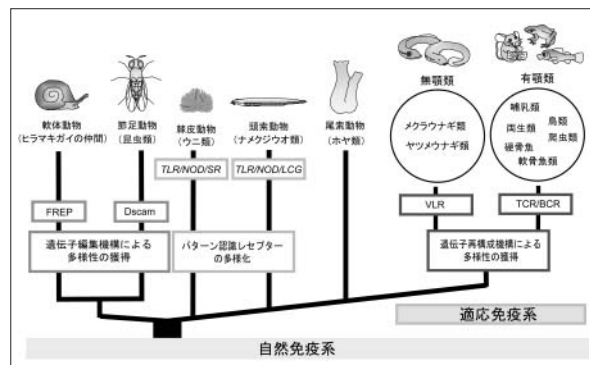 無顎類
有顎類
軟体動物
(ヒラマキガイの仲間)
節足動物
(昆虫類)
棘皮動物
(ウニ類)
頭索動物
(ナメクジウオ類)
尾索動物
(ホヤ類)
メクラウナギ類
ヤツメウナギ類
哺乳類
鳥類
両生類
爬虫類
硬骨魚
軟骨魚類
TLR/NOD/SR
TLR/NOD/LCG
FREP
Dscam
VLR
TCR/BCR
遺伝子編集機構による
多様性の獲得
パターン認識レセプター
の多様化
遺伝子再構成機構による
多様性の獲得
適応免疫系
自然免疫系